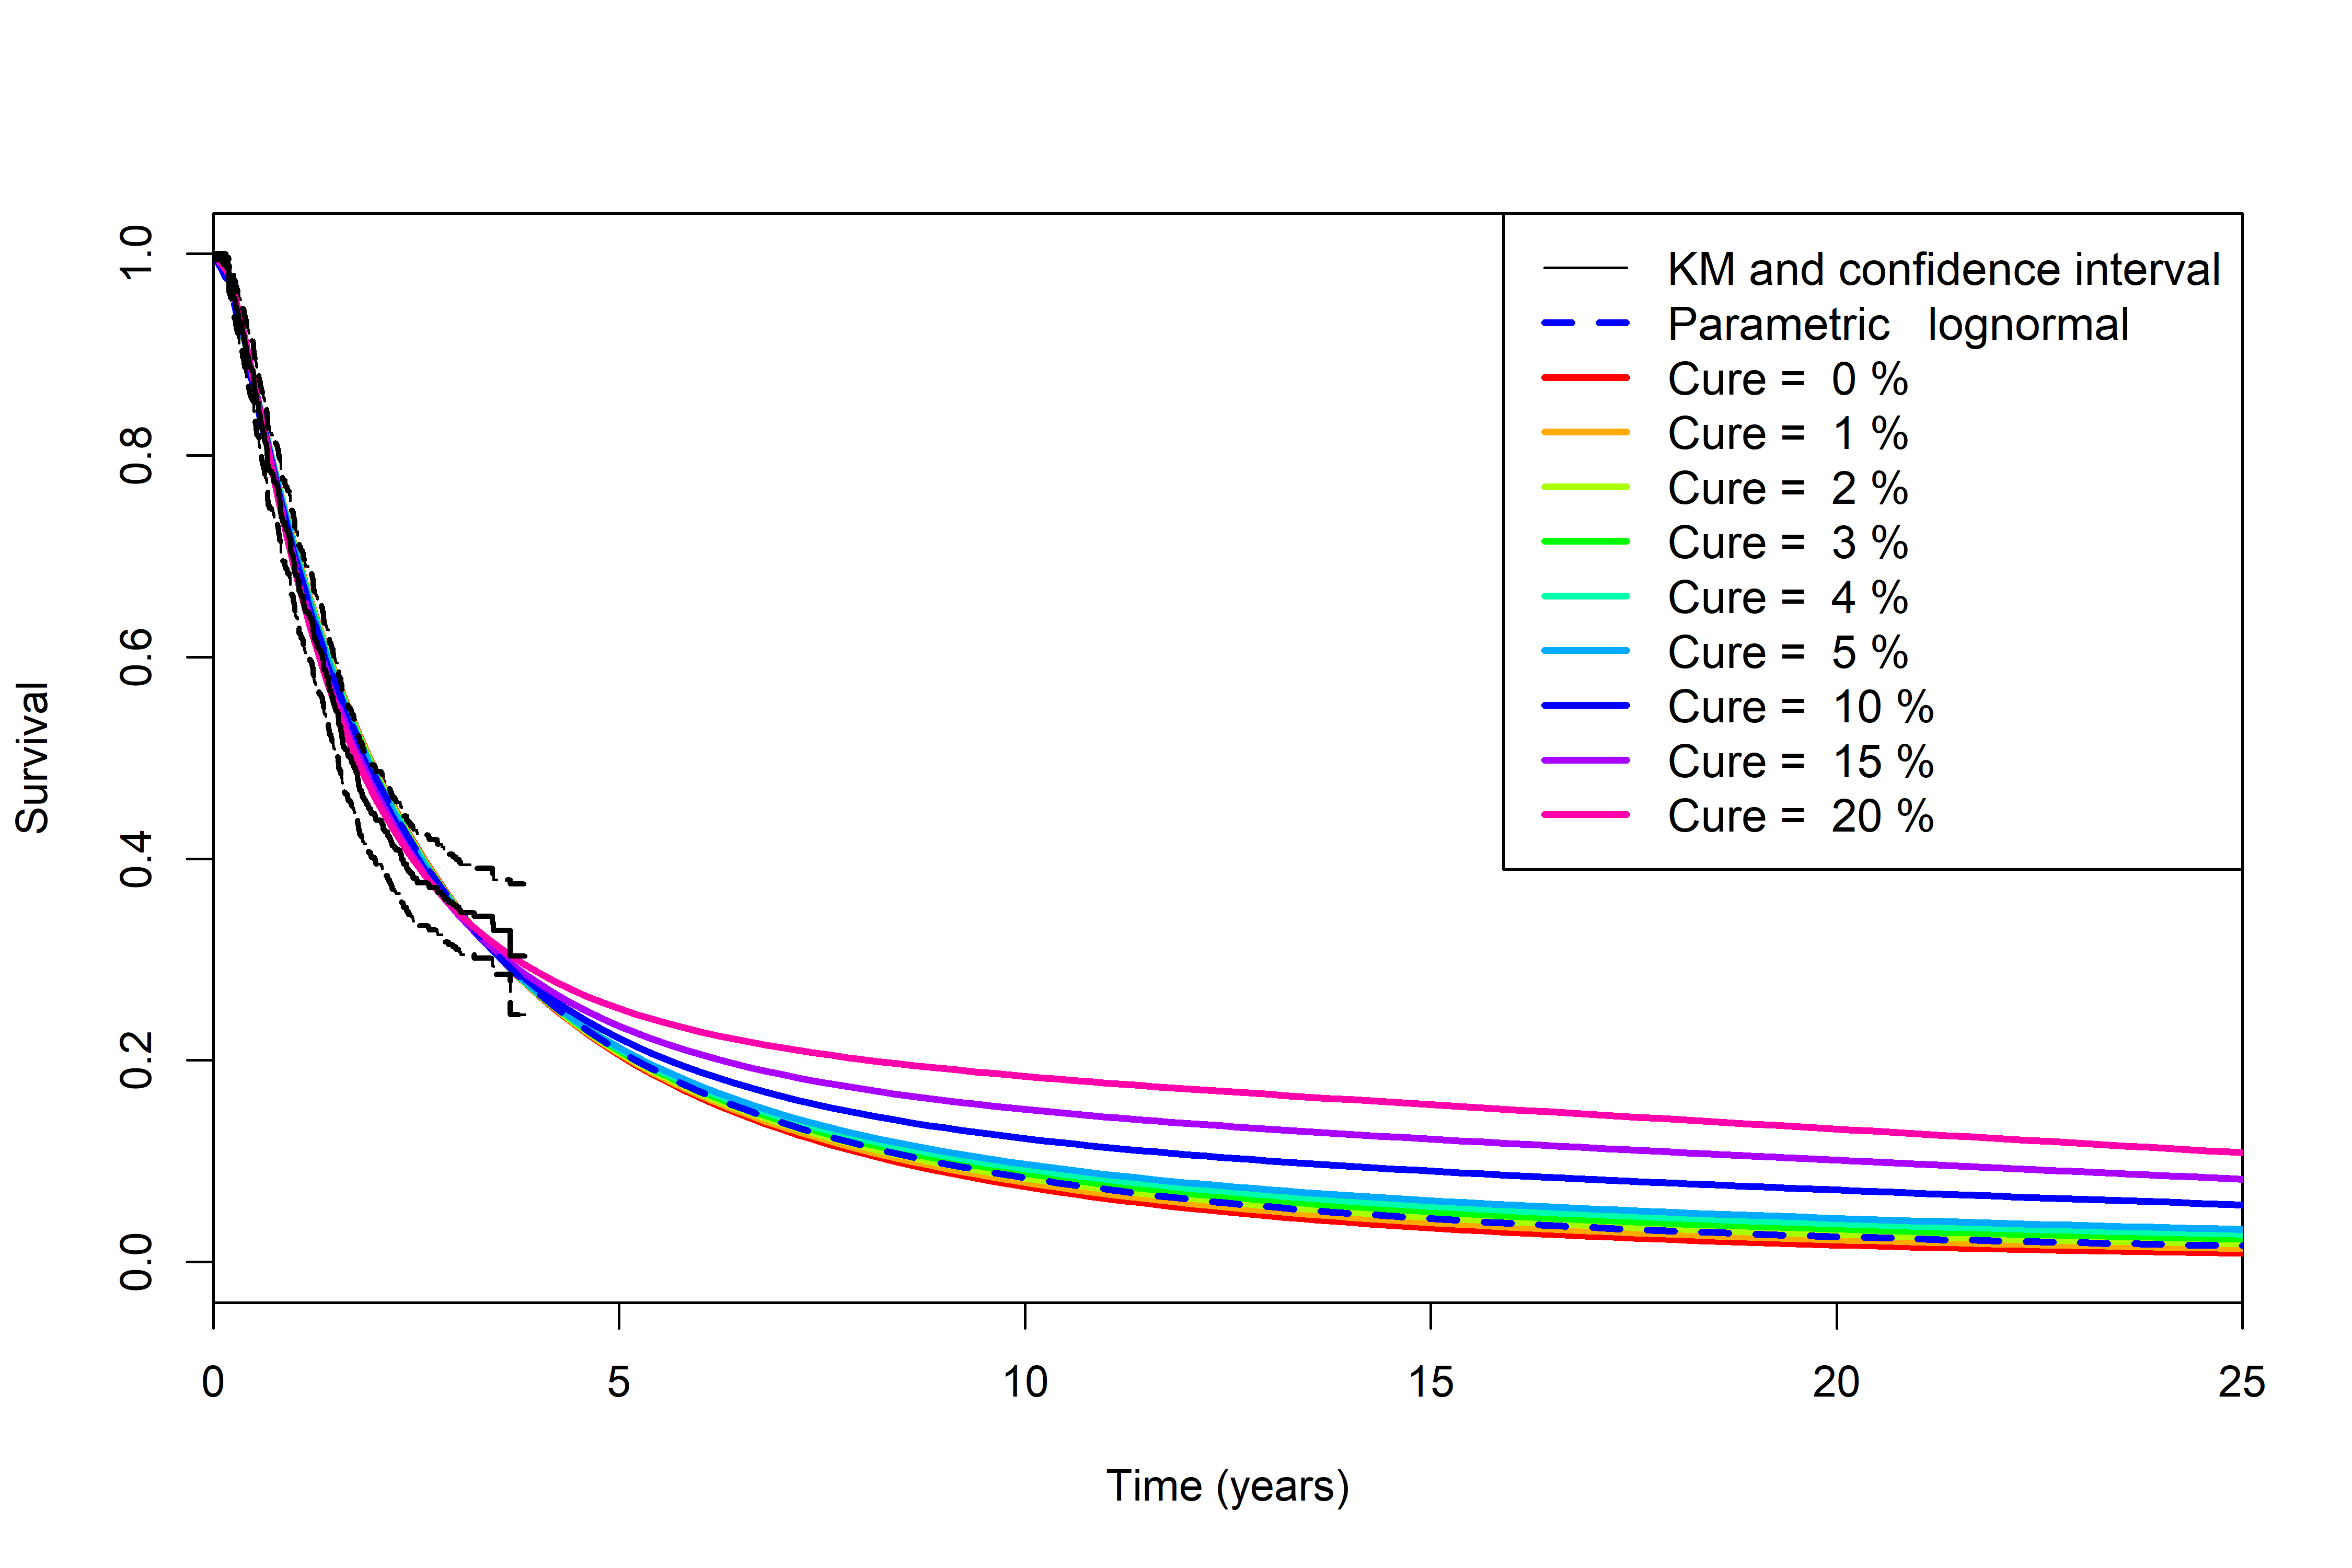 KM and confidence interval
Parametric lognormal
Cure = 0 %
Cure = 1 %
Cure = 2 %
Cure = 3 %
Cure = 4 %
Cure = 5 %
Cure = 10 %
Cure = 15 %
Cure = 20 %
Survival
1.0
0.8
0.6
0.4
0.2
0.0
0 5 10 15 20 25
Time (years)